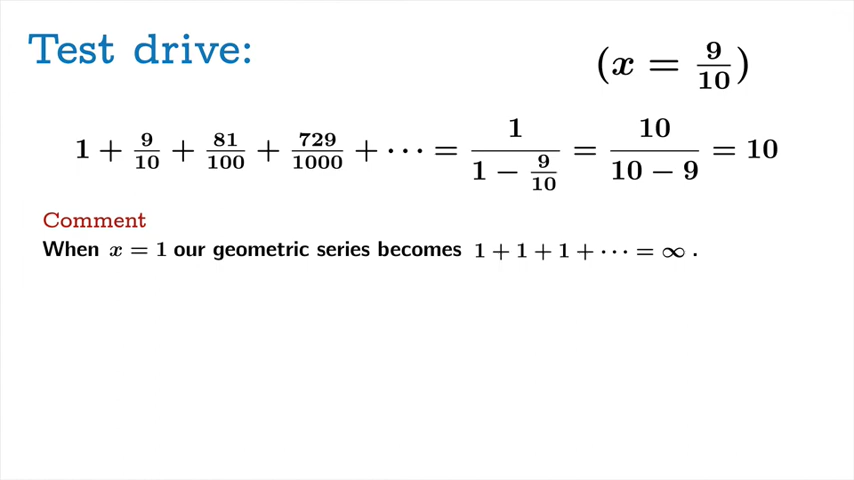 Test drive:
(x = 9/10)
1 + 9/10 + 81/100 + 729/1000 + ··· = 1/(1 − 9/10) = 10/(10 − 9) = 10
Comment
When x = 1 our geometric series becomes 1 + 1 + 1 + ··· = ∞ .